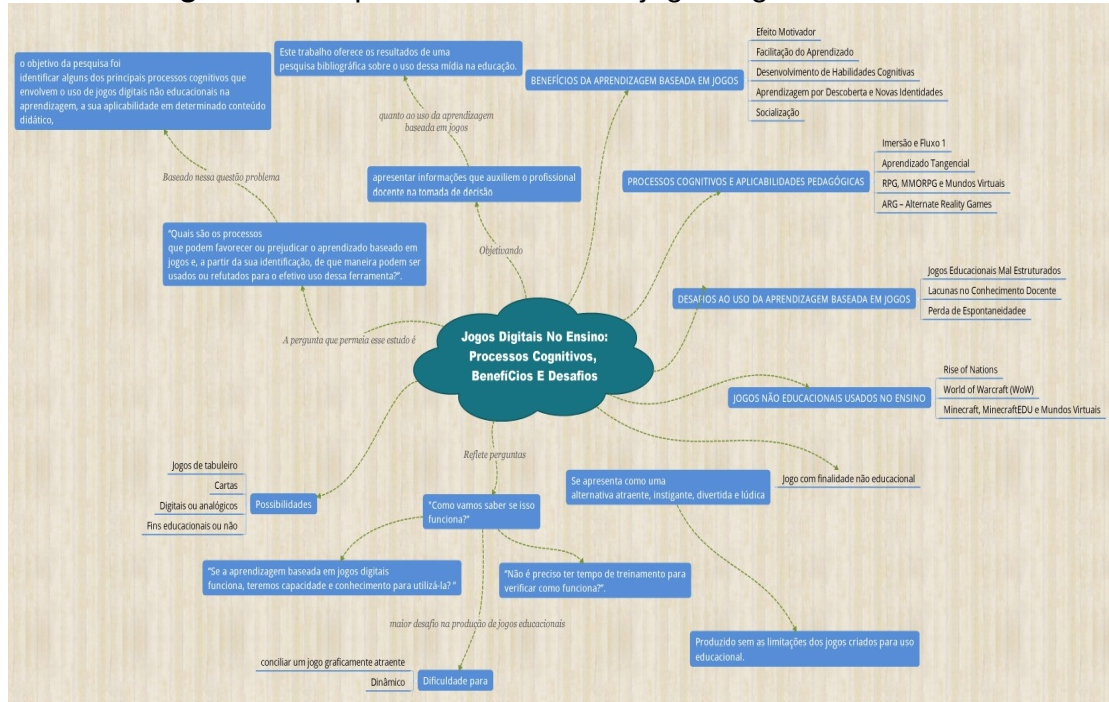 o objetivo da pesquisa foi
identificar alguns dos principais processos cognitivos que
envolvem o uso de jogos digitais não educacionais na
aprendizagem, a sua aplicabilidade em determinado conteúdo
didático,
Este trabalho oferece os resultados de uma
pesquisa bibliográfica sobre o uso dessa mídia na educação.
quanto ao uso da aprendizagem
baseada em jogos
Baseado nessa questão problema
apresentar informações que auxiliem o profissional
docente na tomada de decisão
"Quais são os processos
que podem favorecer ou prejudicar o aprendizado baseado em
jogos e, a partir da sua identificação, de que maneira podem ser
usados ou refutados para o efetivo uso dessa ferramenta?".
Objetivando
A pergunta que permeia esse estudo é
BENEFÍCIOS DA APRENDIZAGEM BASEADA EM JOGOS
Efeito Motivador
Facilitação do Aprendizado
Desenvolvimento de Habilidades Cognitivas
Aprendizagem por Descoberta e Novas Identidades
Socialização
PROCESSOS COGNITIVOS E APLICABILIDADES PEDAGÓGICAS
Imersão e Fluxo 1
Aprendizado Tangencial
RPG, MMORPG e Mundos Virtuais
ARG – Alternate Reality Games
DESAFIOS AO USO DA APRENDIZAGEM BASEADA EM JOGOS
Jogos Educacionais Mal Estruturados
Lacunas no Conhecimento Docente
Perda de Espontaneidadee
Jogos Digitais No Ensino:
Processos Cognitivos,
BenefíCios E Desafios
JOGOS NÃO EDUCACIONAIS USADOS NO ENSINO
Rise of Nations
World of Warcraft (WoW)
Minecraft, MinecraftEDU e Mundos Virtuais
Reflete perguntas
Jogos de tabuleiro
Cartas
Digitais ou analógicos
Fins educacionais ou não
Possibilidades
"Como vamos saber se isso
funciona?"
Se apresenta como uma
alternativa atraente, instigante, divertida e lúdica
Jogo com finalidade não educacional
"Se a aprendizagem baseada em jogos digitais
funciona, teremos capacidade e conhecimento para utilizá-la? "
"Não é preciso ter tempo de treinamento para
verificar como funciona?".
maior desafio na produção de jogos educacionais
Produzido sem as limitações dos jogos criados para uso
educacional.
conciliar um jogo graficamente atraente
Dinâmico
Dificuldade para